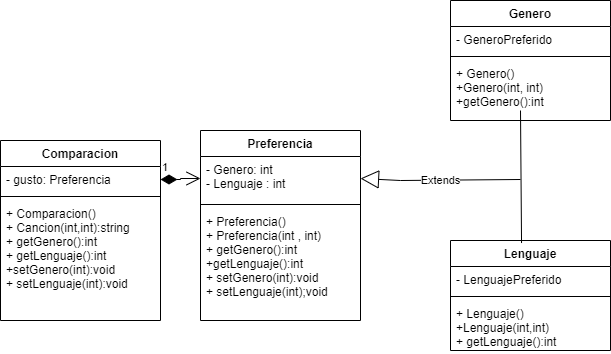 Comparacion
- gusto: Preferencia
+ Comparacion()
+ Cancion(int,int):string
+ getGenero():int
+ getLenguaje():int
+setGenero(int):void
+ setLenguaje(int):void
1
Preferencia
- Genero: int
- Lenguaje : int
+ Preferencia()
+ Preferencia(int , int)
+ getGenero():int
+getLenguaje():int
+ setGenero(int):void
+ setLenguaje(int);void
Extends
Genero
- GeneroPreferido
+ Genero()
+Genero(int, int)
+getGenero():int
Lenguaje
- LenguajePreferido
+ Lenguaje()
+Lenguaje(int,int)
+ getLenguaje():int